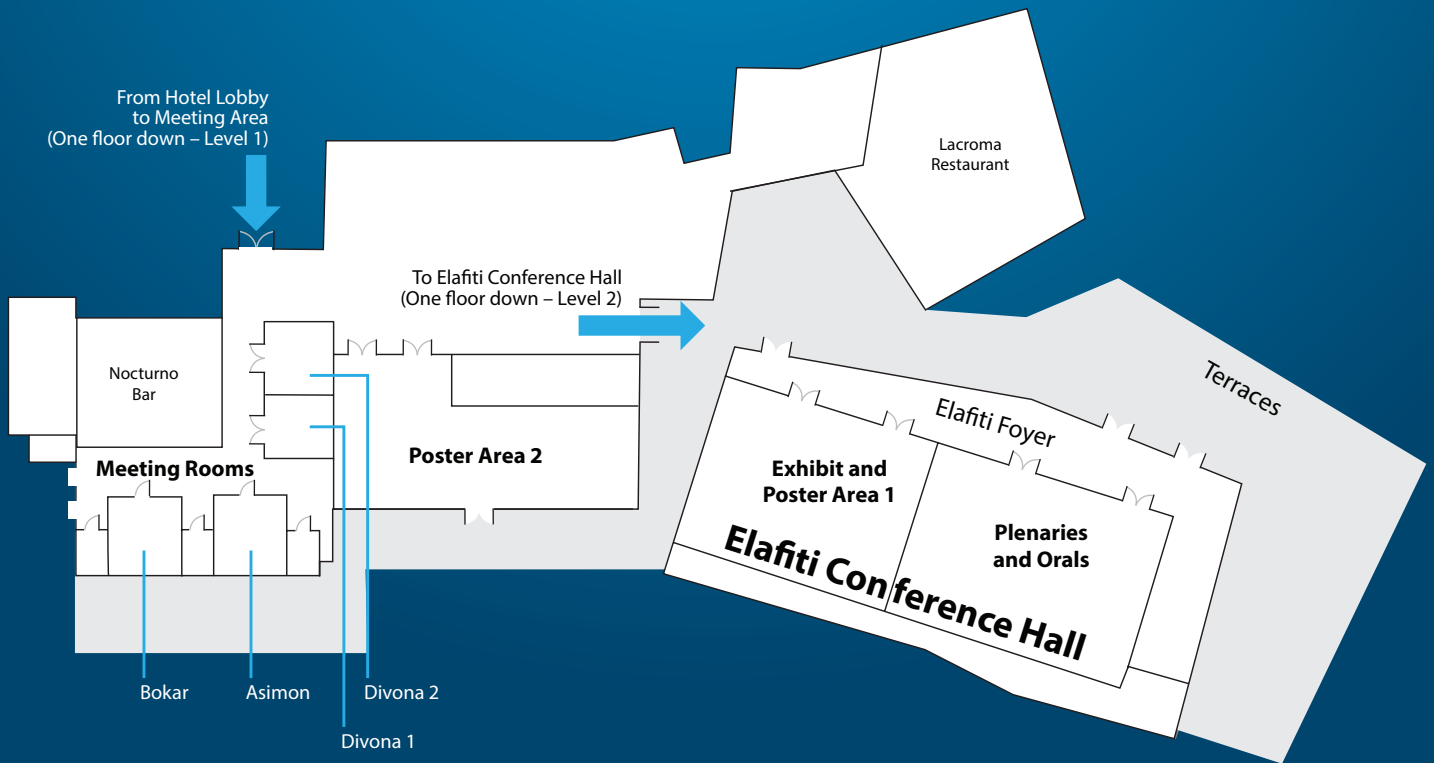 From Hotel Lobby
to Meeting Area
(One floor down – Level 1)
Lacroma
Restaurant
To Elafiti Conference Hall
(One floor down – Level 2)
Nocturno
Bar
Terraces
Elafiti Foyer
Meeting Rooms
Poster Area 2
Exhibit and
Poster Area 1
Plenaries
and Orals
Elafiti Conference Hall
Bokar
Asimon
Divona 2
Divona 1